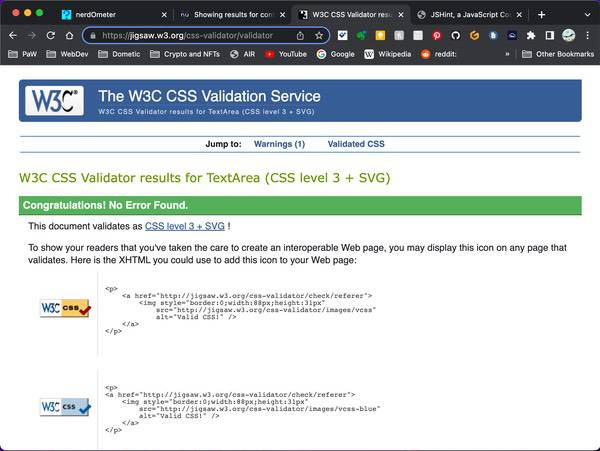 nerdOmeter
Showing results for con
W3C CSS Validator resu
JSHint, a JavaScript Co
https://jigsaw.w3.org/css-validator/validator
PaW
WebDev
Dometic
Crypto and NFTs
AIR
YouTube
Google
Wikipedia
reddit:
»
Other Bookmarks
W3C®
The W3C CSS Validation Service
W3C CSS Validator results for TextArea (CSS level 3 + SVG)
Jump to: Warnings (1) Validated CSS
W3C CSS Validator results for TextArea (CSS level 3 + SVG)
Congratulations! No Error Found.
This document validates as CSS level 3 + SVG !
To show your readers that you've taken the care to create an interoperable Web page, you may display this icon on any page that
validates. Here is the XHTML you could use to add this icon to your Web page:
W3C css
<p>
<a href="http://jigsaw.w3.org/css-validator/check/referer">
<img style="border:0;width:88px;height:31px"
src="http://jigsaw.w3.org/css-validator/images/vcss"
alt="Valid CSS!" />
</a>
</p>
W3C css
<p>
<a href="http://jigsaw.w3.org/css-validator/check/referer">
<img style="border:0;width:88px;height:31px"
src="http://jigsaw.w3.org/css-validator/images/vcss-blue"
alt="Valid CSS!" />
</a>
</p>